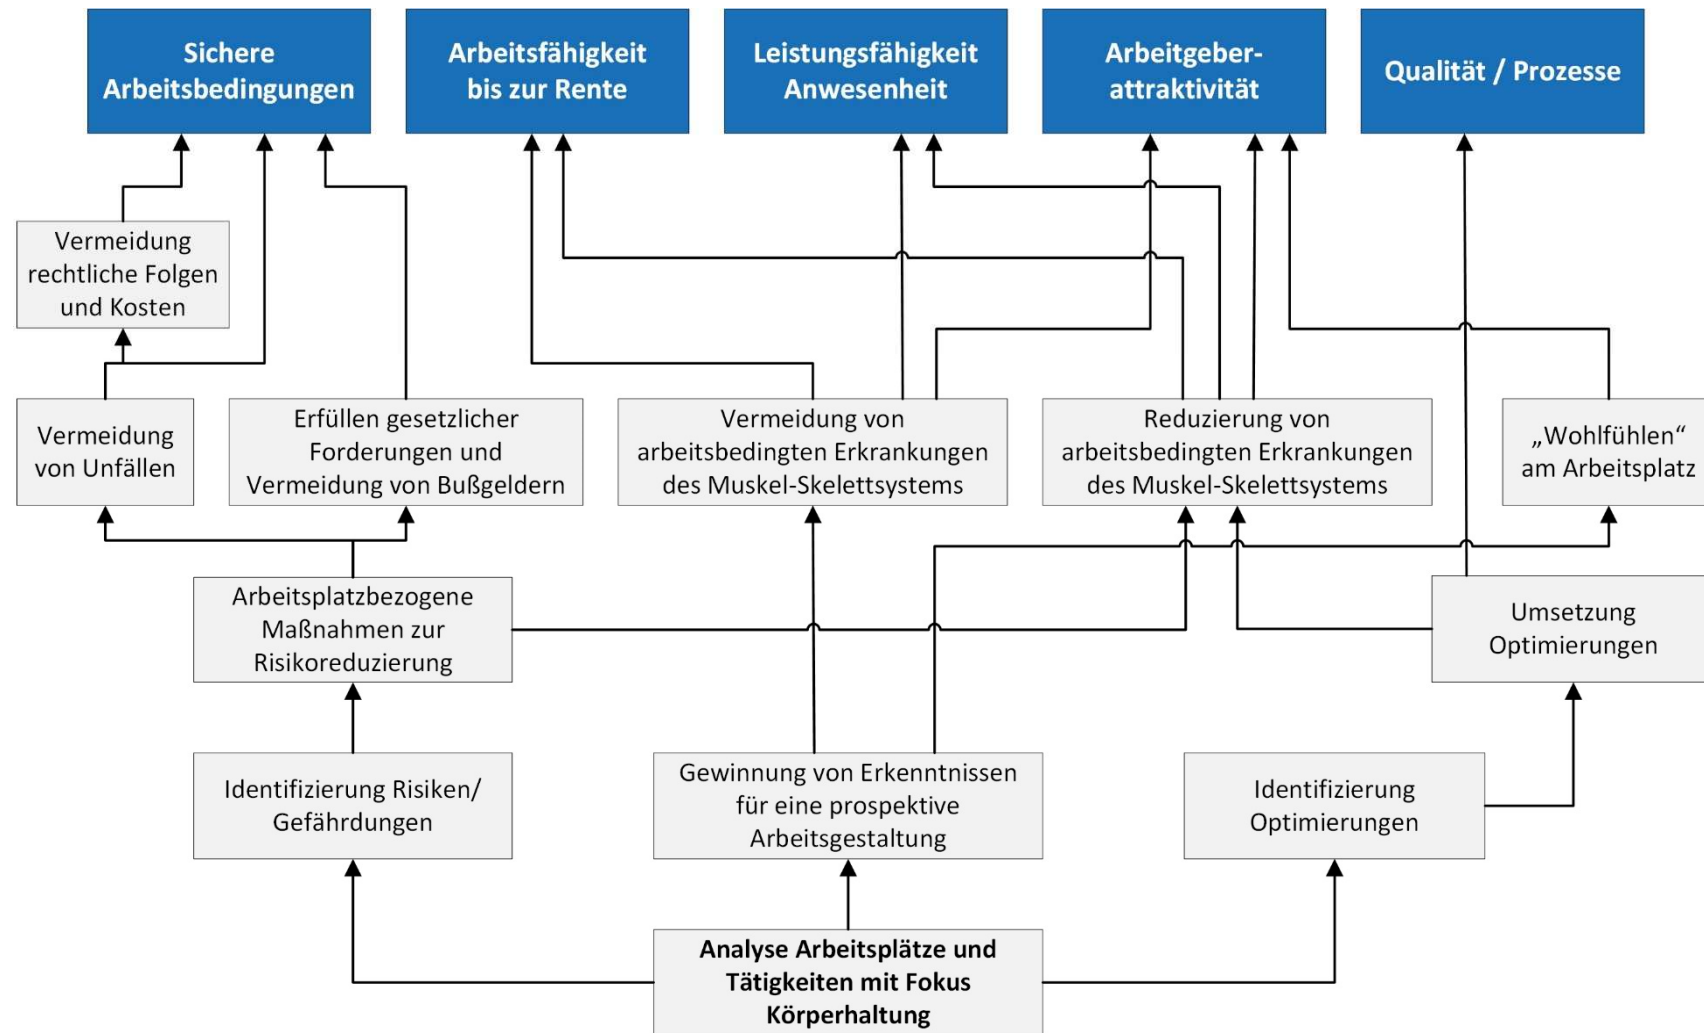 Sichere
Arbeitsbedingungen
Arbeitsfähigkeit
bis zur Rente
Leistungsfähigkeit
Anwesenheit
Arbeitgeber-
attraktivität
Qualität / Prozesse
Vermeidung
rechtliche Folgen
und Kosten
Vermeidung
von Unfällen
Erfüllen gesetzlicher
Forderungen und
Vermeidung von Bußgeldern
Vermeidung von
arbeitsbedingten Erkrankungen
des Muskel-Skelettsystems
Reduzierung von
arbeitsbedingten Erkrankungen
des Muskel-Skelettsystems
„Wohlfühlen“
am Arbeitsplatz
Arbeitsplatzbezogene
Maßnahmen zur
Risikoreduzierung
Umsetzung
Optimierungen
Identifizierung Risiken/
Gefährdungen
Gewinnung von Erkenntnissen
für eine prospektive
Arbeitsgestaltung
Identifizierung
Optimierungen
Analyse Arbeitsplätze und
Tätigkeiten mit Fokus
Körperhaltung